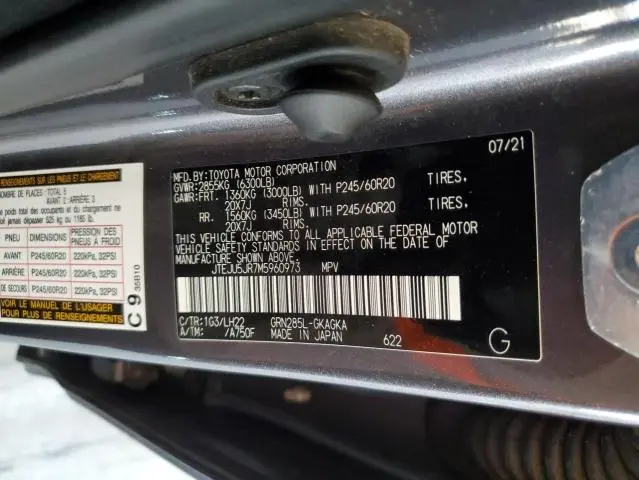 RENSEIGNEMENTS SUR LES PNEUS ET LE CHARGEMENT
NOMBRE DE PLACES : TOTAL 5
AVANT : 2 ARRIÈRE : 3
Le poids total des occupants et du chargement ne
doit jamais dépasser 525 kg ou 1160 lb.
PNEU DIMENSIONS PRESSION DES PNEUS À FROID
AVANT P245/60R20 220kPa, 32PSI
ARRIÈRE P245/60R20 220kPa, 32PSI
DE SECOURS P245/60R20 220kPa, 32PSI
VOIR LE MANUEL DE L'USAGER
POUR PLUS DE RENSEIGNEMENTS
C 9 35B10
MFD.BY:TOYOTA MOTOR CORPORATION 07/21
GVWR:2855KG (6300LB)
GAWR:FRT. 1360KG (3000LB) WITH P245/60R20 TIRES,
20X7J RIMS,
RR. 1560KG (3450LB) WITH P245/60R20 TIRES,
20X7J RIMS,
THIS VEHICLE CONFORMS TO ALL APPLICABLE FEDERAL MOTOR
VEHICLE SAFETY STANDARDS IN EFFECT ON THE DATE OF
MANUFACTURE SHOWN ABOVE.
JTEJU5JR7M5960973 MPV
C/TR:1G3/LH22 GRN285L-GKAGKA
A/TM: /A750F MADE IN JAPAN 622 G